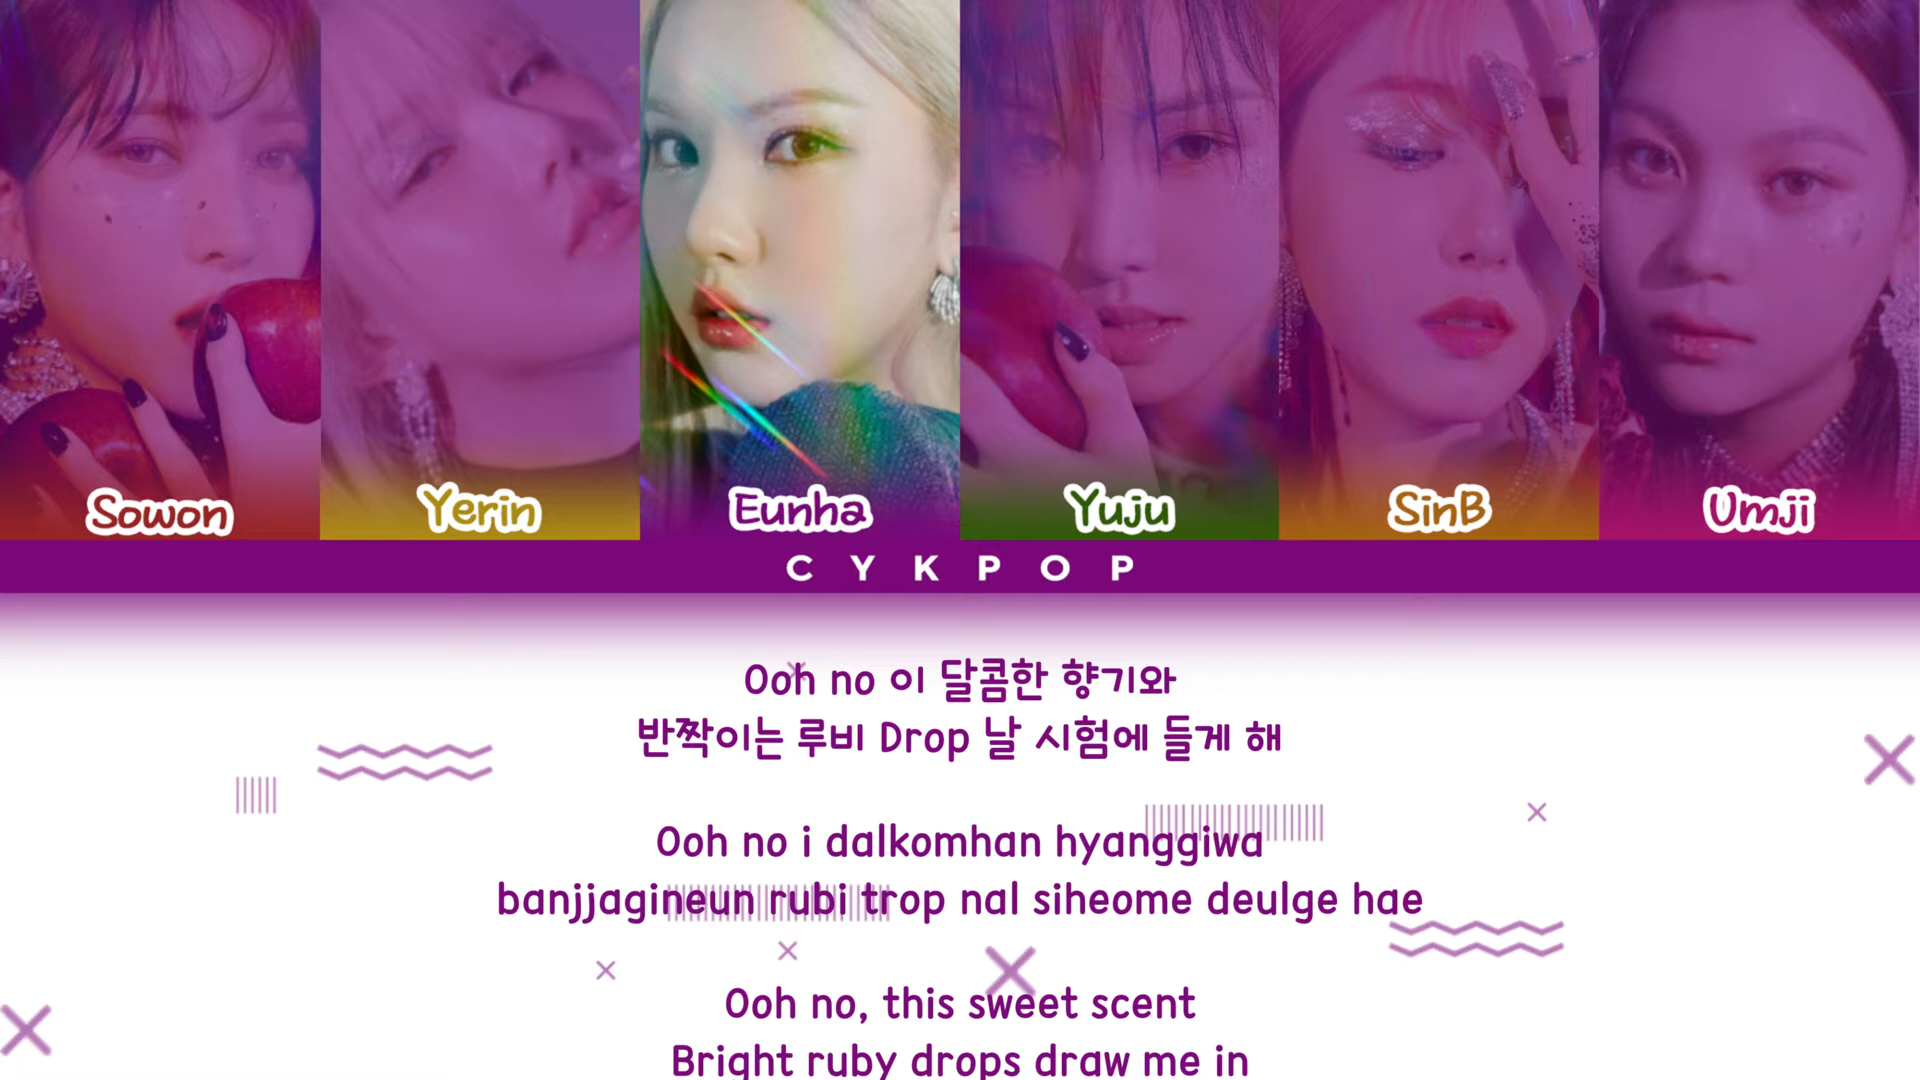 Sowon
Yerin
Eunha
Yuju
SinB
Umji
CYKPOP
Ooh no 이 달콤한 향기와
반짝이는 루비 Drop 날 시험에 들게 해
Ooh no i dalkomhan hyanggiwa
banjjagineun rubi trop nal siheome deulge hae
Ooh no, this sweet scent
Bright ruby drops draw me in